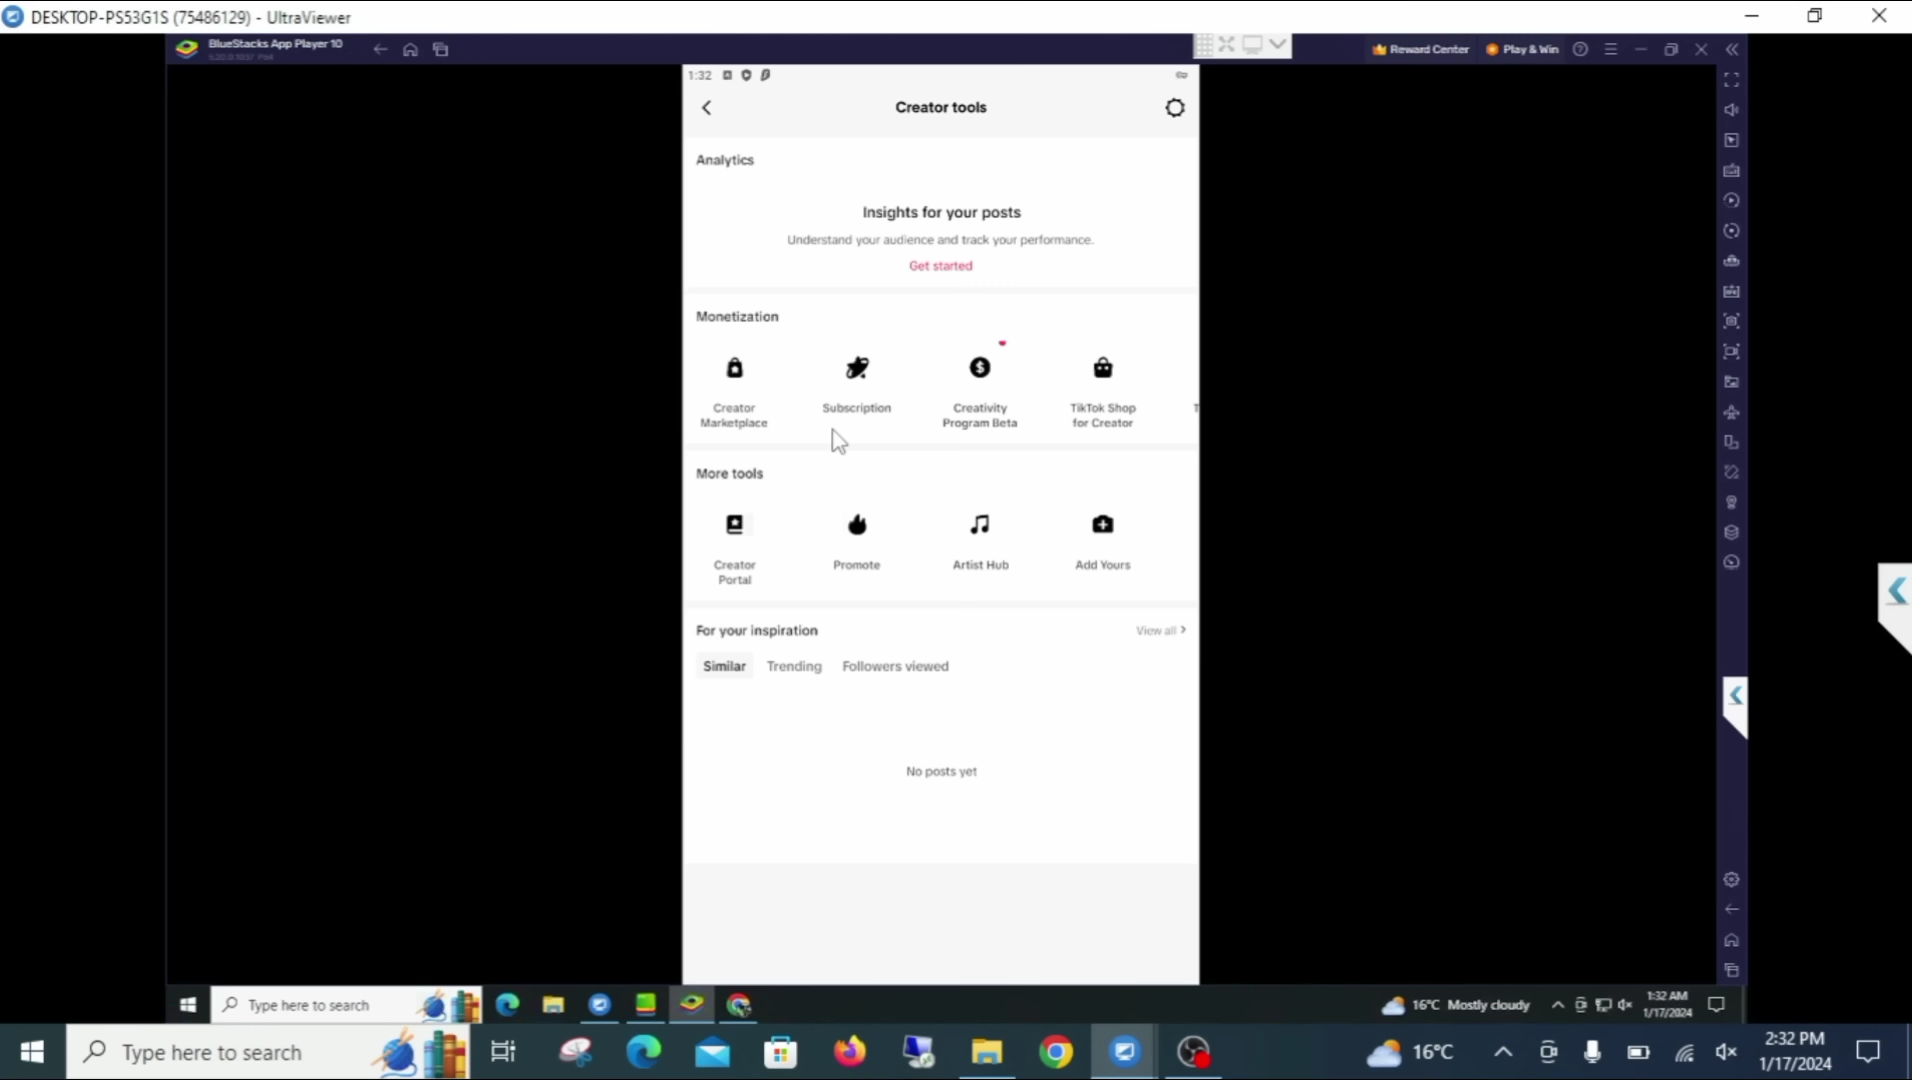 DESKTOP-PS53G1S (75486129) - UltraViewer
BlueStacks App Player 10
Reward Center
Play & Win
1:32
Creator tools
Analytics
Insights for your posts
Understand your audience and track your performance.
Get started
Monetization
Creator
Marketplace
Subscription
Creativity
Program Beta
TikTok Shop
for Creator
T
More tools
Creator
Portal
Promote
Artist Hub
Add Yours
For your inspiration
View all >
Similar
Trending
Followers viewed
No posts yet
Type here to search
16°C Mostly cloudy
1:32 AM
1/17/2024
Type here to search
16°C
2:32 PM
1/17/2024